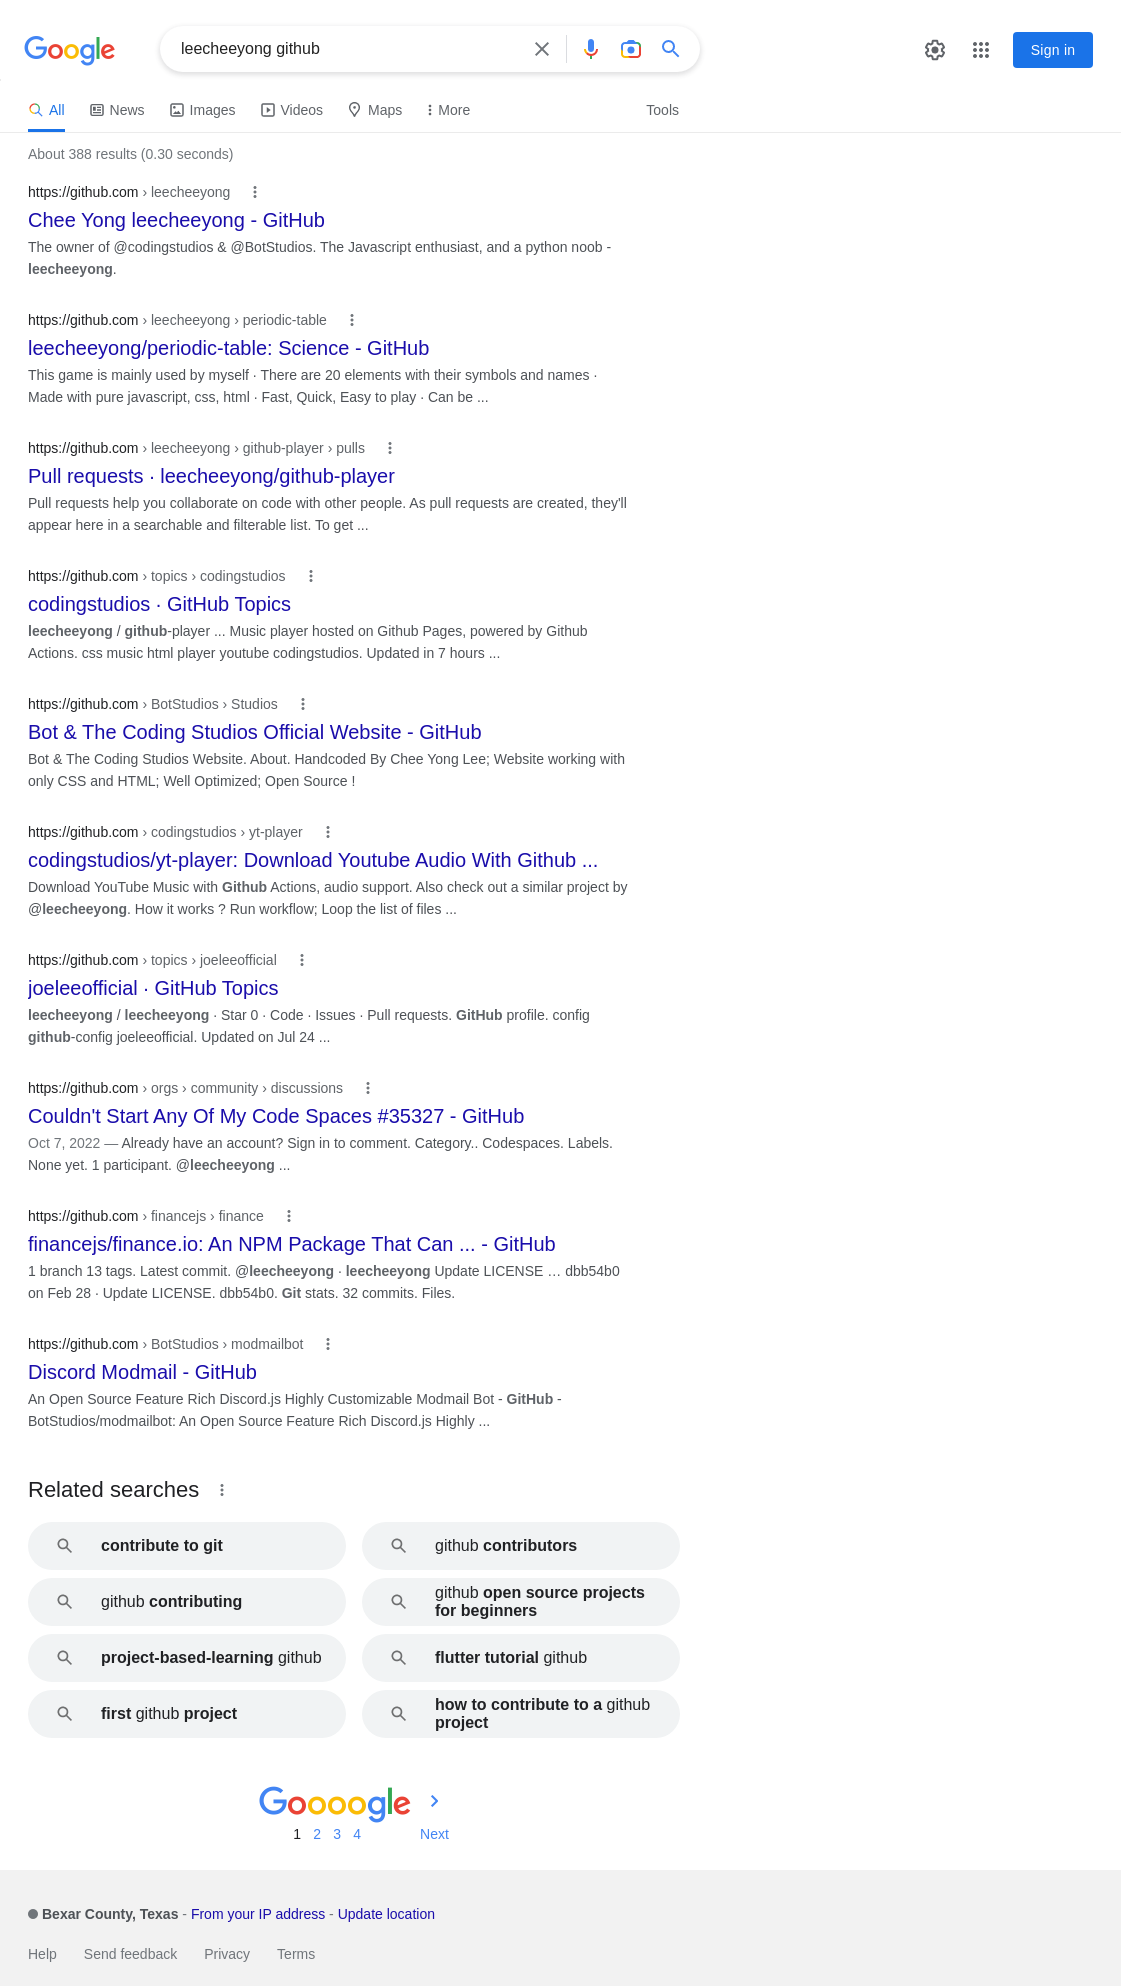 Google
leecheeyong github
Sign in
All News Images Videos Maps More Tools
About 388 results (0.30 seconds)
https://github.com › leecheeyong
Chee Yong leecheeyong - GitHub
The owner of @codingstudios & @BotStudios. The Javascript enthusiast, and a python noob -
leecheeyong.
https://github.com › leecheeyong › periodic-table
leecheeyong/periodic-table: Science - GitHub
This game is mainly used by myself · There are 20 elements with their symbols and names ·
Made with pure javascript, css, html · Fast, Quick, Easy to play · Can be ...
https://github.com › leecheeyong › github-player › pulls
Pull requests · leecheeyong/github-player
Pull requests help you collaborate on code with other people. As pull requests are created, they'll
appear here in a searchable and filterable list. To get ...
https://github.com › topics › codingstudios
codingstudios · GitHub Topics
leecheeyong / github-player ... Music player hosted on Github Pages, powered by Github
Actions. css music html player youtube codingstudios. Updated in 7 hours ...
https://github.com › BotStudios › Studios
Bot & The Coding Studios Official Website - GitHub
Bot & The Coding Studios Website. About. Handcoded By Chee Yong Lee; Website working with
only CSS and HTML; Well Optimized; Open Source !
https://github.com › codingstudios › yt-player
codingstudios/yt-player: Download Youtube Audio With Github ...
Download YouTube Music with Github Actions, audio support. Also check out a similar project by
@leecheeyong. How it works ? Run workflow; Loop the list of files ...
https://github.com › topics › joeleeofficial
joeleeofficial · GitHub Topics
leecheeyong / leecheeyong · Star 0 · Code · Issues · Pull requests. GitHub profile. config
github-config joeleeofficial. Updated on Jul 24 ...
https://github.com › orgs › community › discussions
Couldn't Start Any Of My Code Spaces #35327 - GitHub
Oct 7, 2022 — Already have an account? Sign in to comment. Category.. Codespaces. Labels.
None yet. 1 participant. @leecheeyong ...
https://github.com › financejs › finance
financejs/finance.io: An NPM Package That Can ... - GitHub
1 branch 13 tags. Latest commit. @leecheeyong · leecheeyong Update LICENSE … dbb54b0
on Feb 28 · Update LICENSE. dbb54b0. Git stats. 32 commits. Files.
https://github.com › BotStudios › modmailbot
Discord Modmail - GitHub
An Open Source Feature Rich Discord.js Highly Customizable Modmail Bot - GitHub -
BotStudios/modmailbot: An Open Source Feature Rich Discord.js Highly ...
Related searches
contribute to git
github contributors
github contributing
github open source projects
for beginners
project-based-learning github
flutter tutorial github
first github project
how to contribute to a github
project
Goooogle
1 2 3 4 Next
Bexar County, Texas - From your IP address - Update location
Help Send feedback Privacy Terms